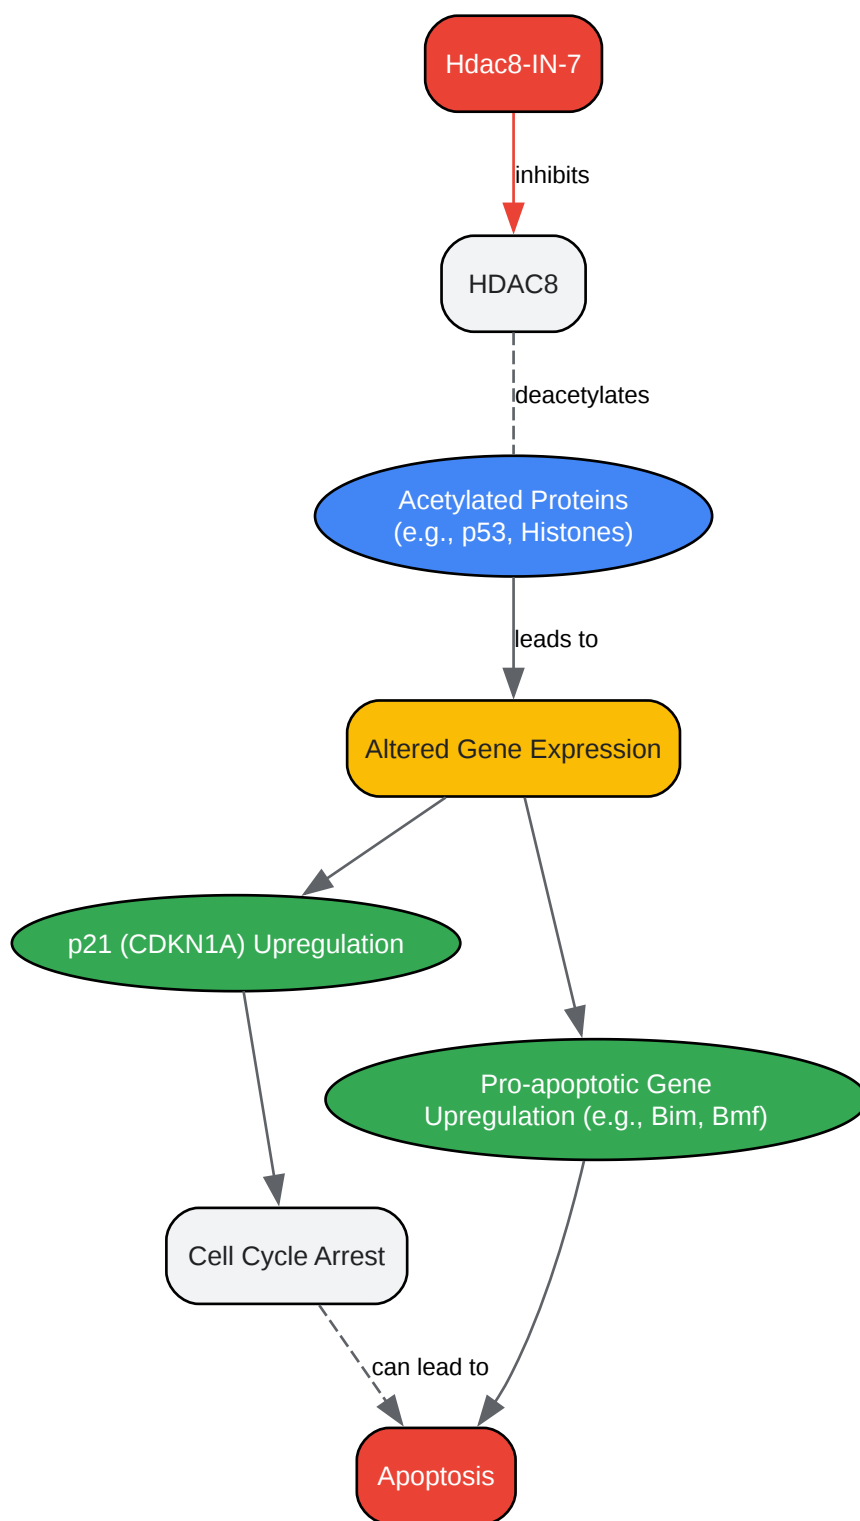 Hdac8-IN-7
inhibits
HDAC8
deacetylates
Acetylated Proteins
(e.g., p53, Histones)
leads to
Altered Gene Expression
p21 (CDKN1A) Upregulation
Pro-apoptotic Gene
Upregulation (e.g., Bim, Bmf)
Cell Cycle Arrest
can lead to
Apoptosis